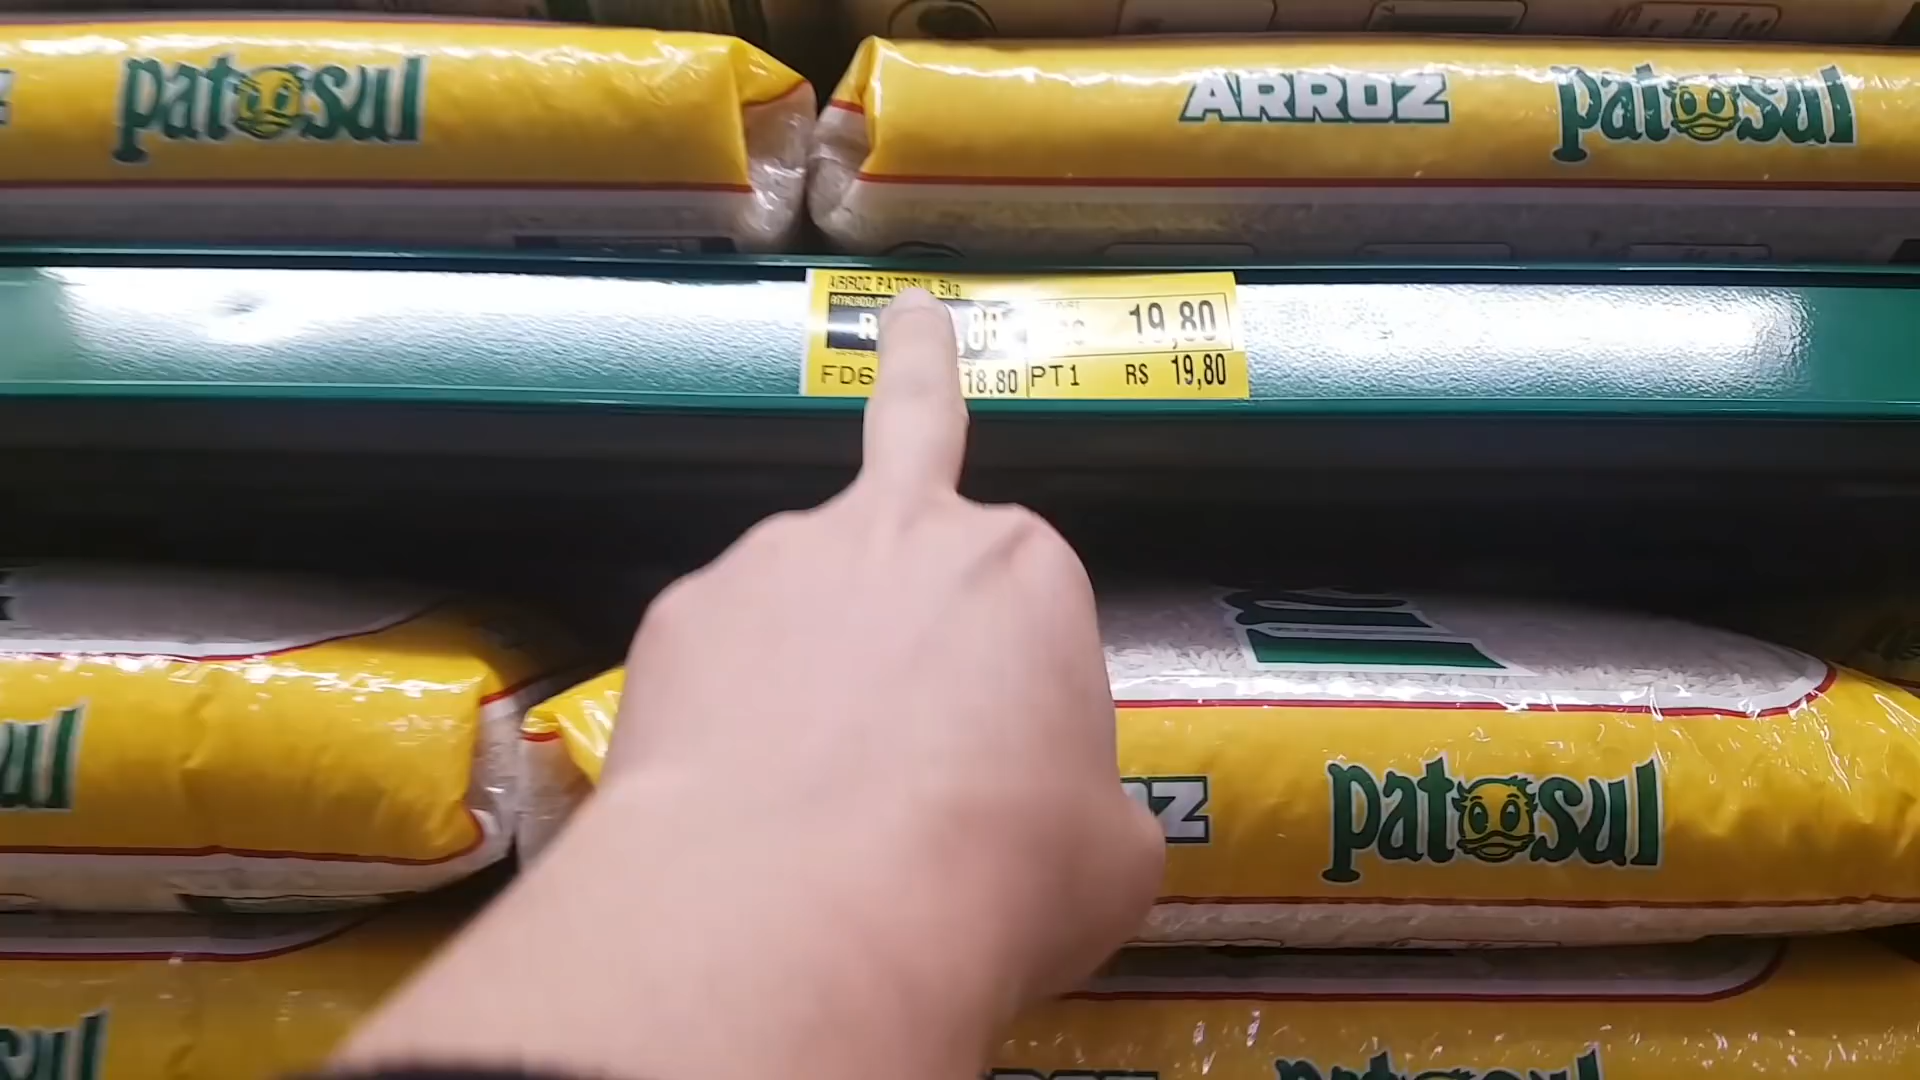 patosul
ARROZ patosul
ARROZ PATOSUL 5kg
19,80
FD6 18,80 PT1 R$ 19,80
patosul